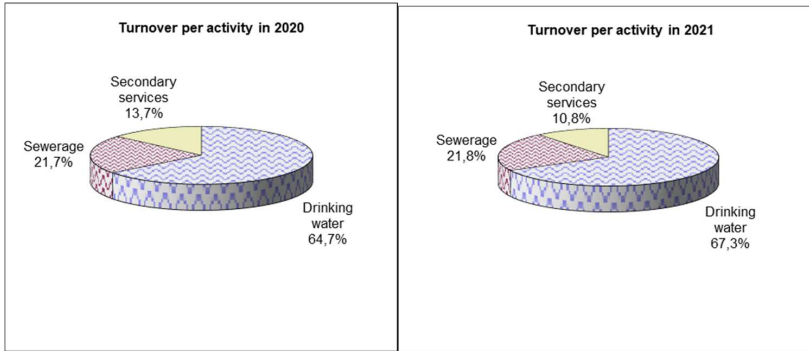 Turnover per activity in 2020
Secondary
services
13,7%
Sewerage
21,7%
Drinking
water
64,7%
Turnover per activity in 2021
Secondary
services
10,8%
Sewerage
21,8%
Drinking
water
67,3%